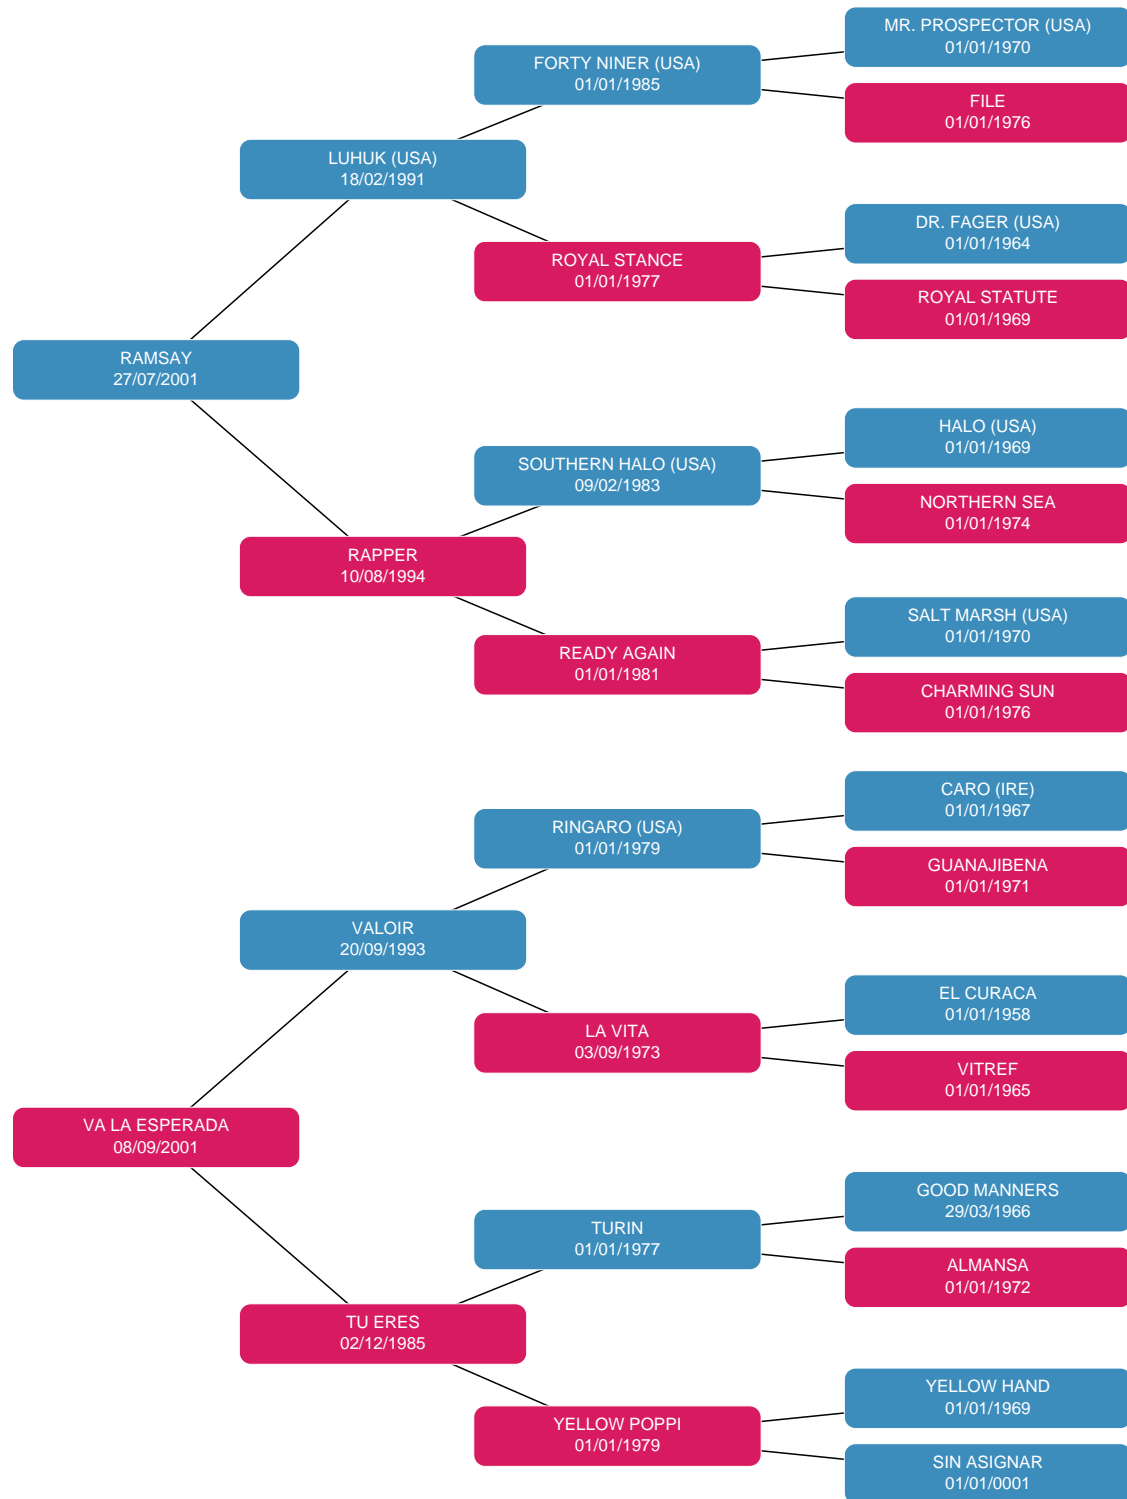 MR. PROSPECTOR (USA)
01/01/1970
FORTY NINER (USA)
01/01/1985
FILE
01/01/1976
LUHUK (USA)
18/02/1991
DR. FAGER (USA)
01/01/1964
ROYAL STANCE
01/01/1977
ROYAL STATUTE
01/01/1969
RAMSAY
27/07/2001
HALO (USA)
01/01/1969
SOUTHERN HALO (USA)
09/02/1983
NORTHERN SEA
01/01/1974
RAPPER
10/08/1994
SALT MARSH (USA)
01/01/1970
READY AGAIN
01/01/1981
CHARMING SUN
01/01/1976
CARO (IRE)
01/01/1967
RINGARO (USA)
01/01/1979
GUANAJIBENA
01/01/1971
VALOIR
20/09/1993
EL CURACA
01/01/1958
LA VITA
03/09/1973
VITREF
01/01/1965
VA LA ESPERADA
08/09/2001
GOOD MANNERS
29/03/1966
TURIN
01/01/1977
ALMANSA
01/01/1972
TU ERES
02/12/1985
YELLOW HAND
01/01/1969
YELLOW POPPI
01/01/1979
SIN ASIGNAR
01/01/0001